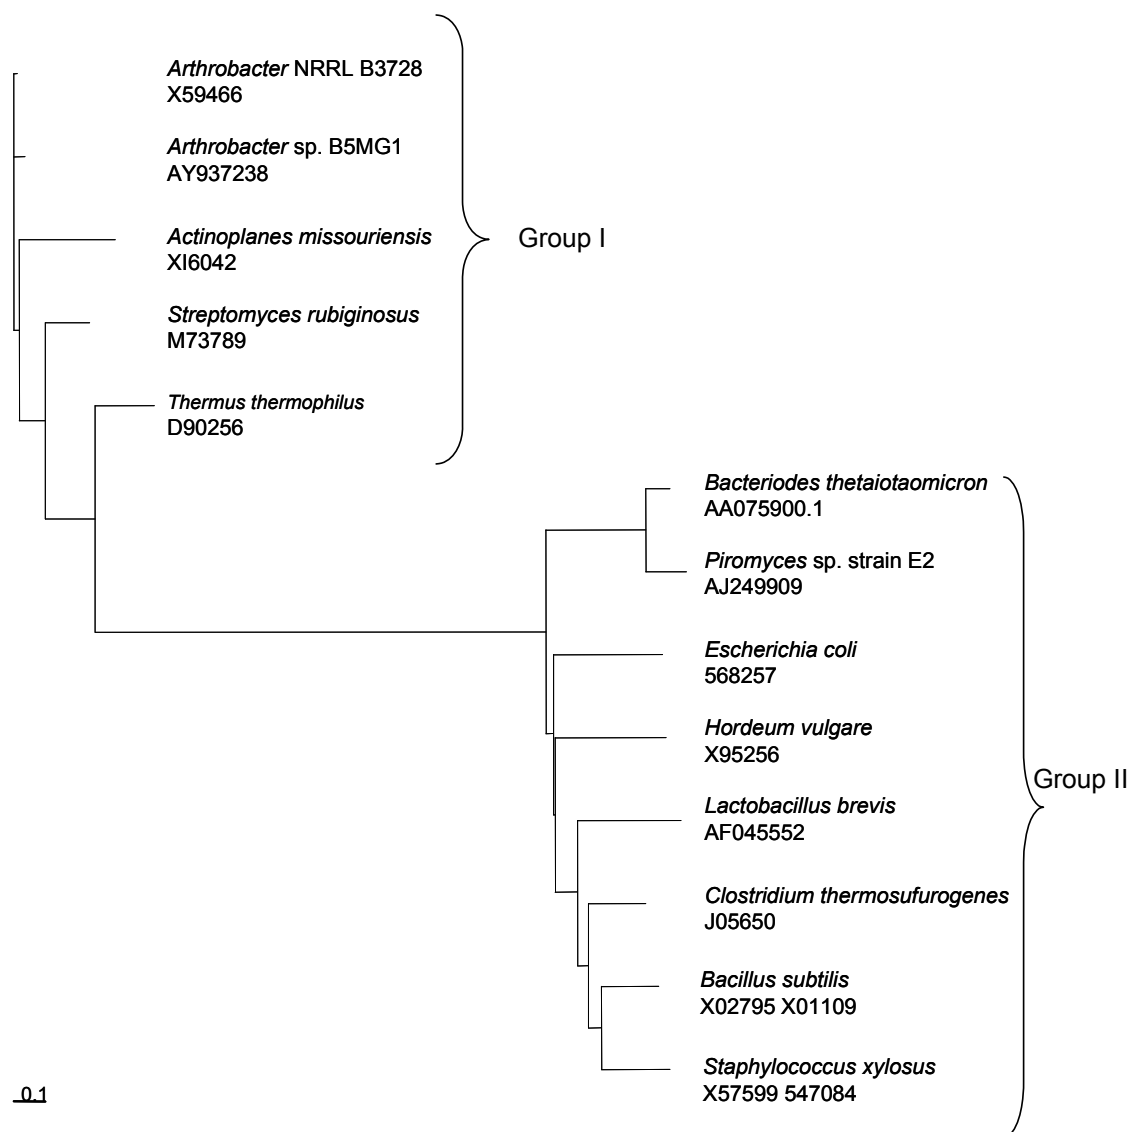 Arthrobacter NRRL B3728
X59466
Arthrobacter sp. B5MG1
AY937238
Actinoplanes missouriensis
XI6042
Group I
Streptomyces rubiginosus
M73789
Thermus thermophilus
D90256
Bacteriodes thetaiotaomicron
AA075900.1
Piromyces sp. strain E2
AJ249909
Escherichia coli
568257
Hordeum vulgare
X95256
Group II
Lactobacillus brevis
AF045552
Clostridium thermosufurogenes
J05650
Bacillus subtilis
X02795 X01109
Staphylococcus xylosus
X57599 547084
0.1